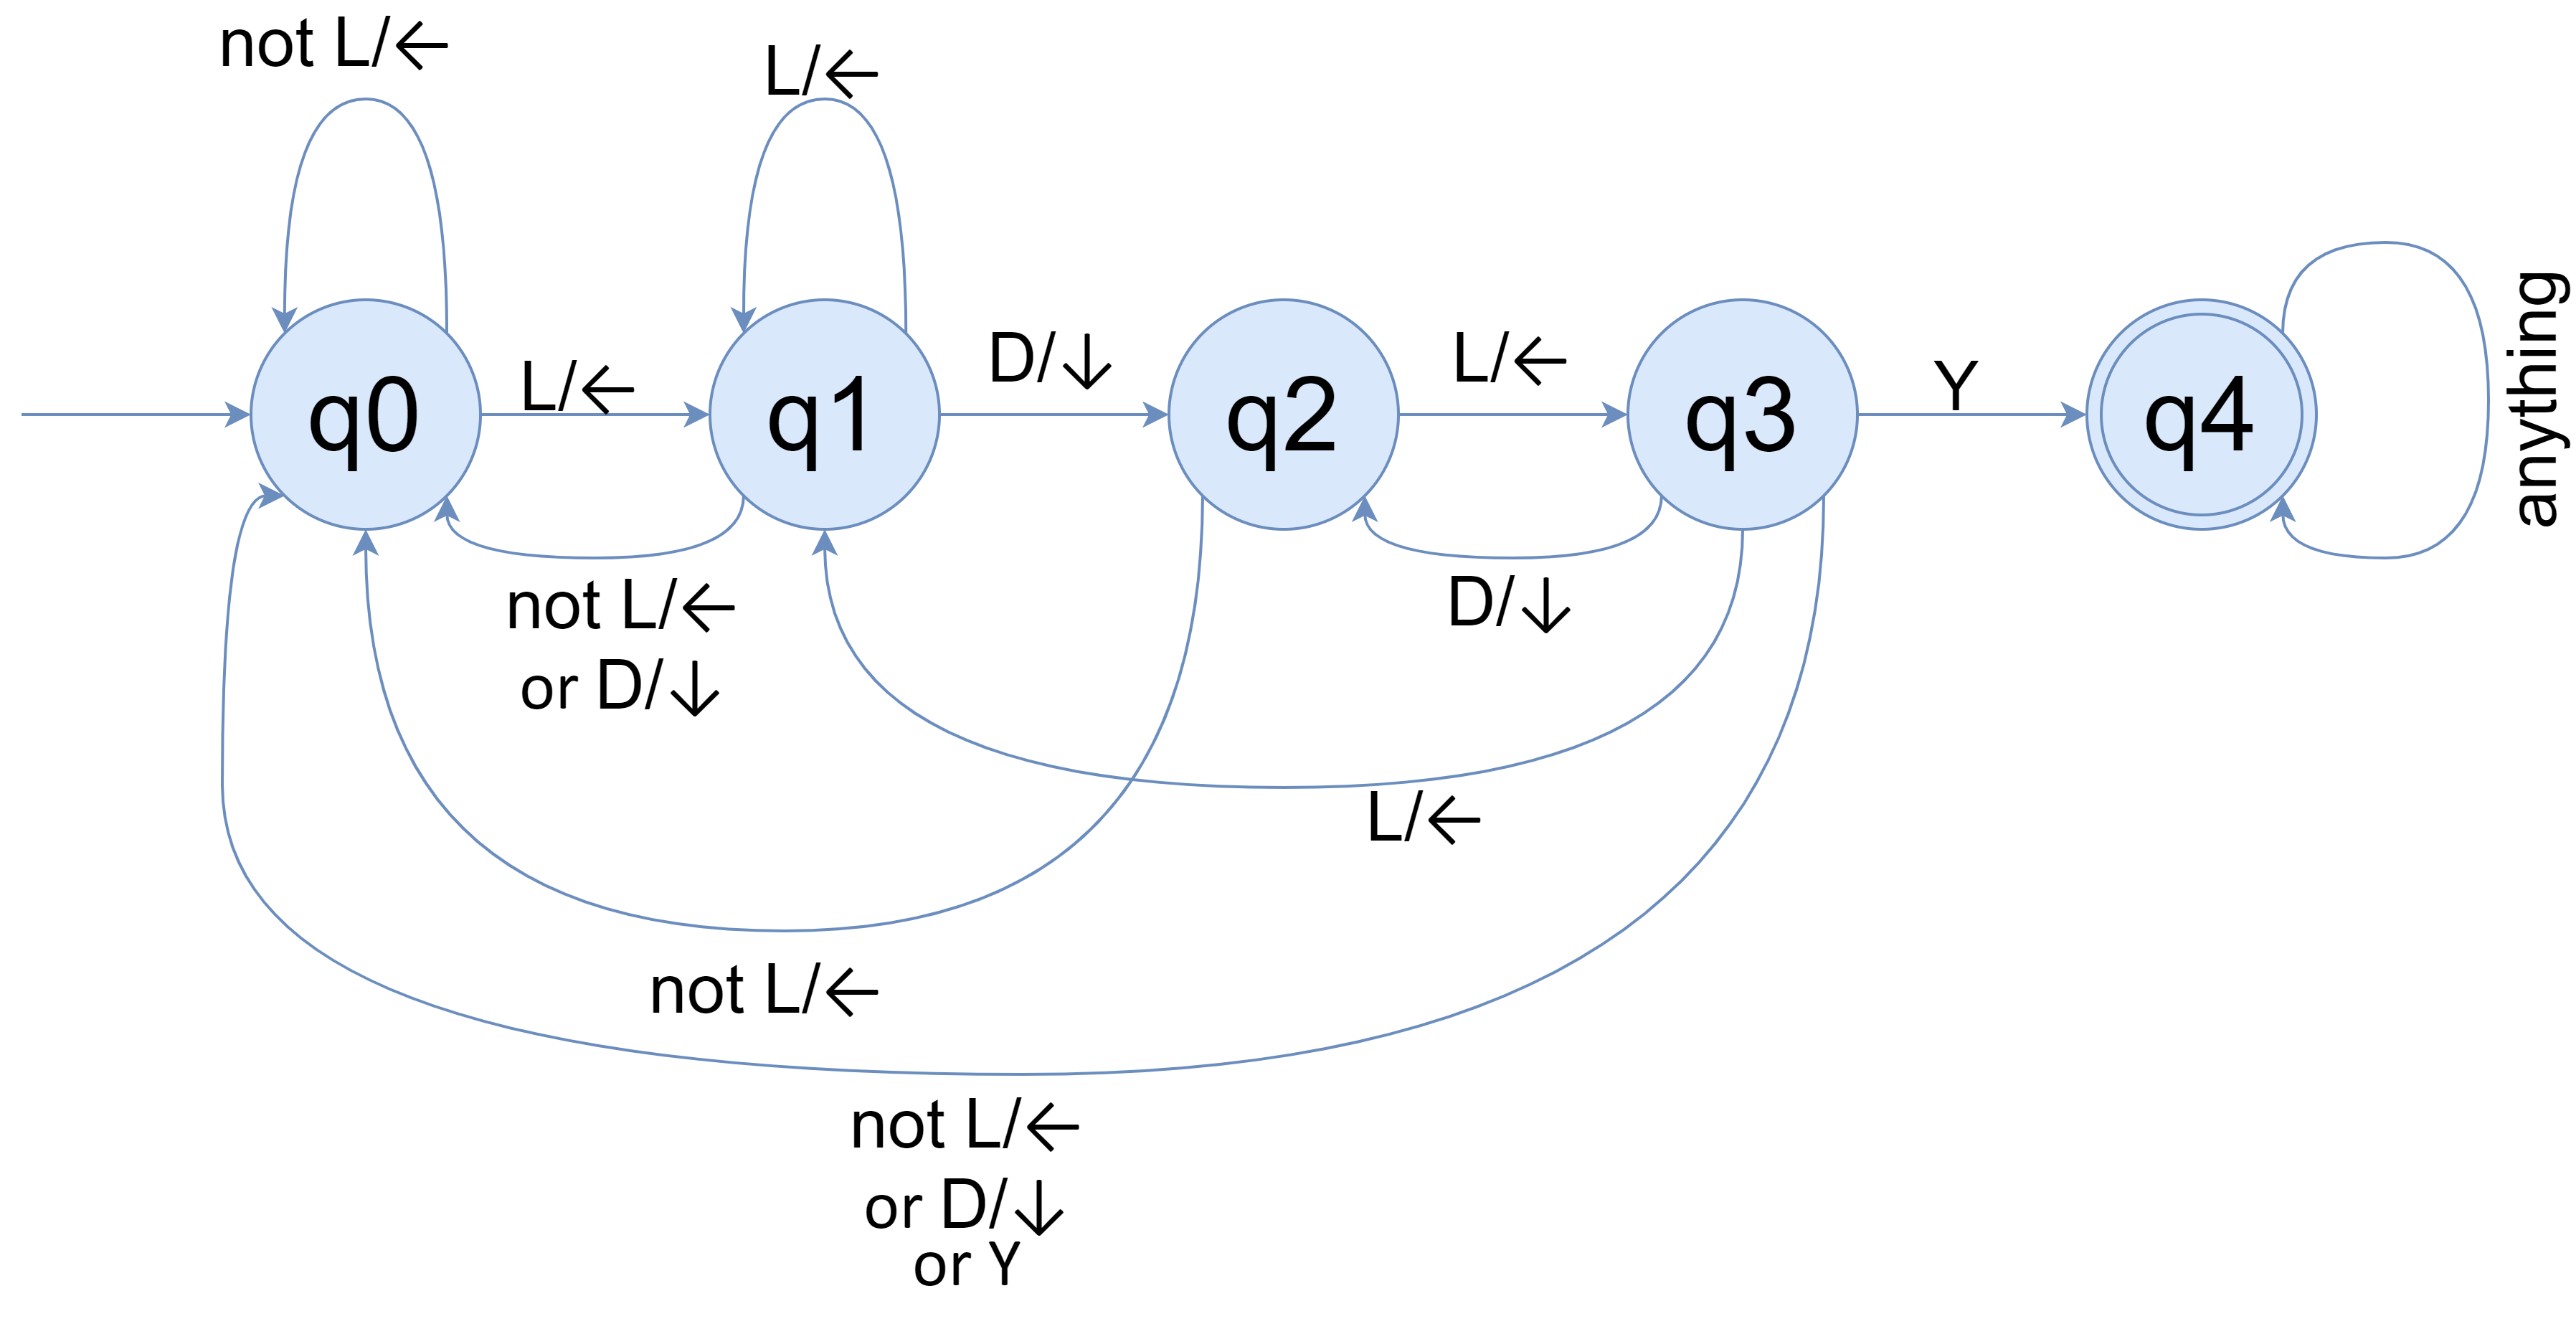 not L/←
L/←
anything
q0
L/←
q1
D/↓
q2
L/←
q3
Y
q4
not L/←
or D/↓
D/↓
L/←
not L/←
not L/←
or D/↓
or Y